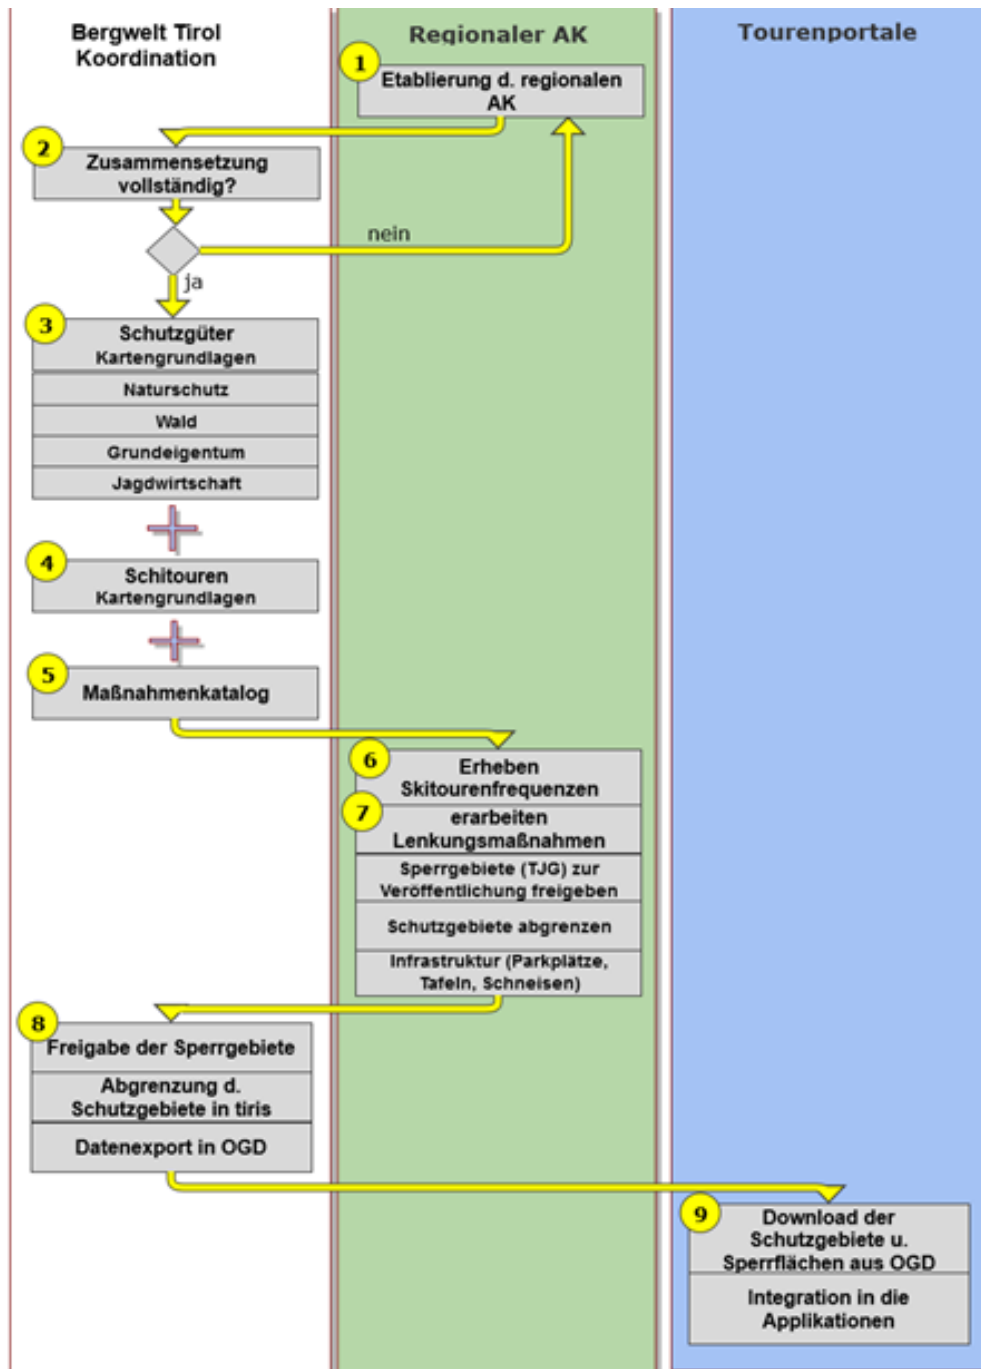 Bergwelt Tirol
Koordination
Regionaler AK
Tourenportale
1
Etablierung d. regionalen
AK
2
Zusammensetzung
vollständig?
nein
ja
3
Schutzgüter
Kartengrundlagen
Naturschutz
Wald
Grundeigentum
Jagdwirtschaft
4
Schitouren
Kartengrundlagen
5
Maßnahmenkatalog
6
Erheben
Skitourenfrequenzen
7
erarbeiten
Lenkungsmaßnahmen
Sperrgebiete (TJG) zur
Veröffentlichung freigeben
Schutzgebiete abgrenzen
Infrastruktur (Parkplätze,
Tafeln, Schneisen)
8
Freigabe der Sperrgebiete
Abgrenzung d.
Schutzgebiete in tiris
Datenexport in OGD
9
Download der
Schutzgebiete u.
Sperrflächen aus OGD
Integration in die
Applikationen